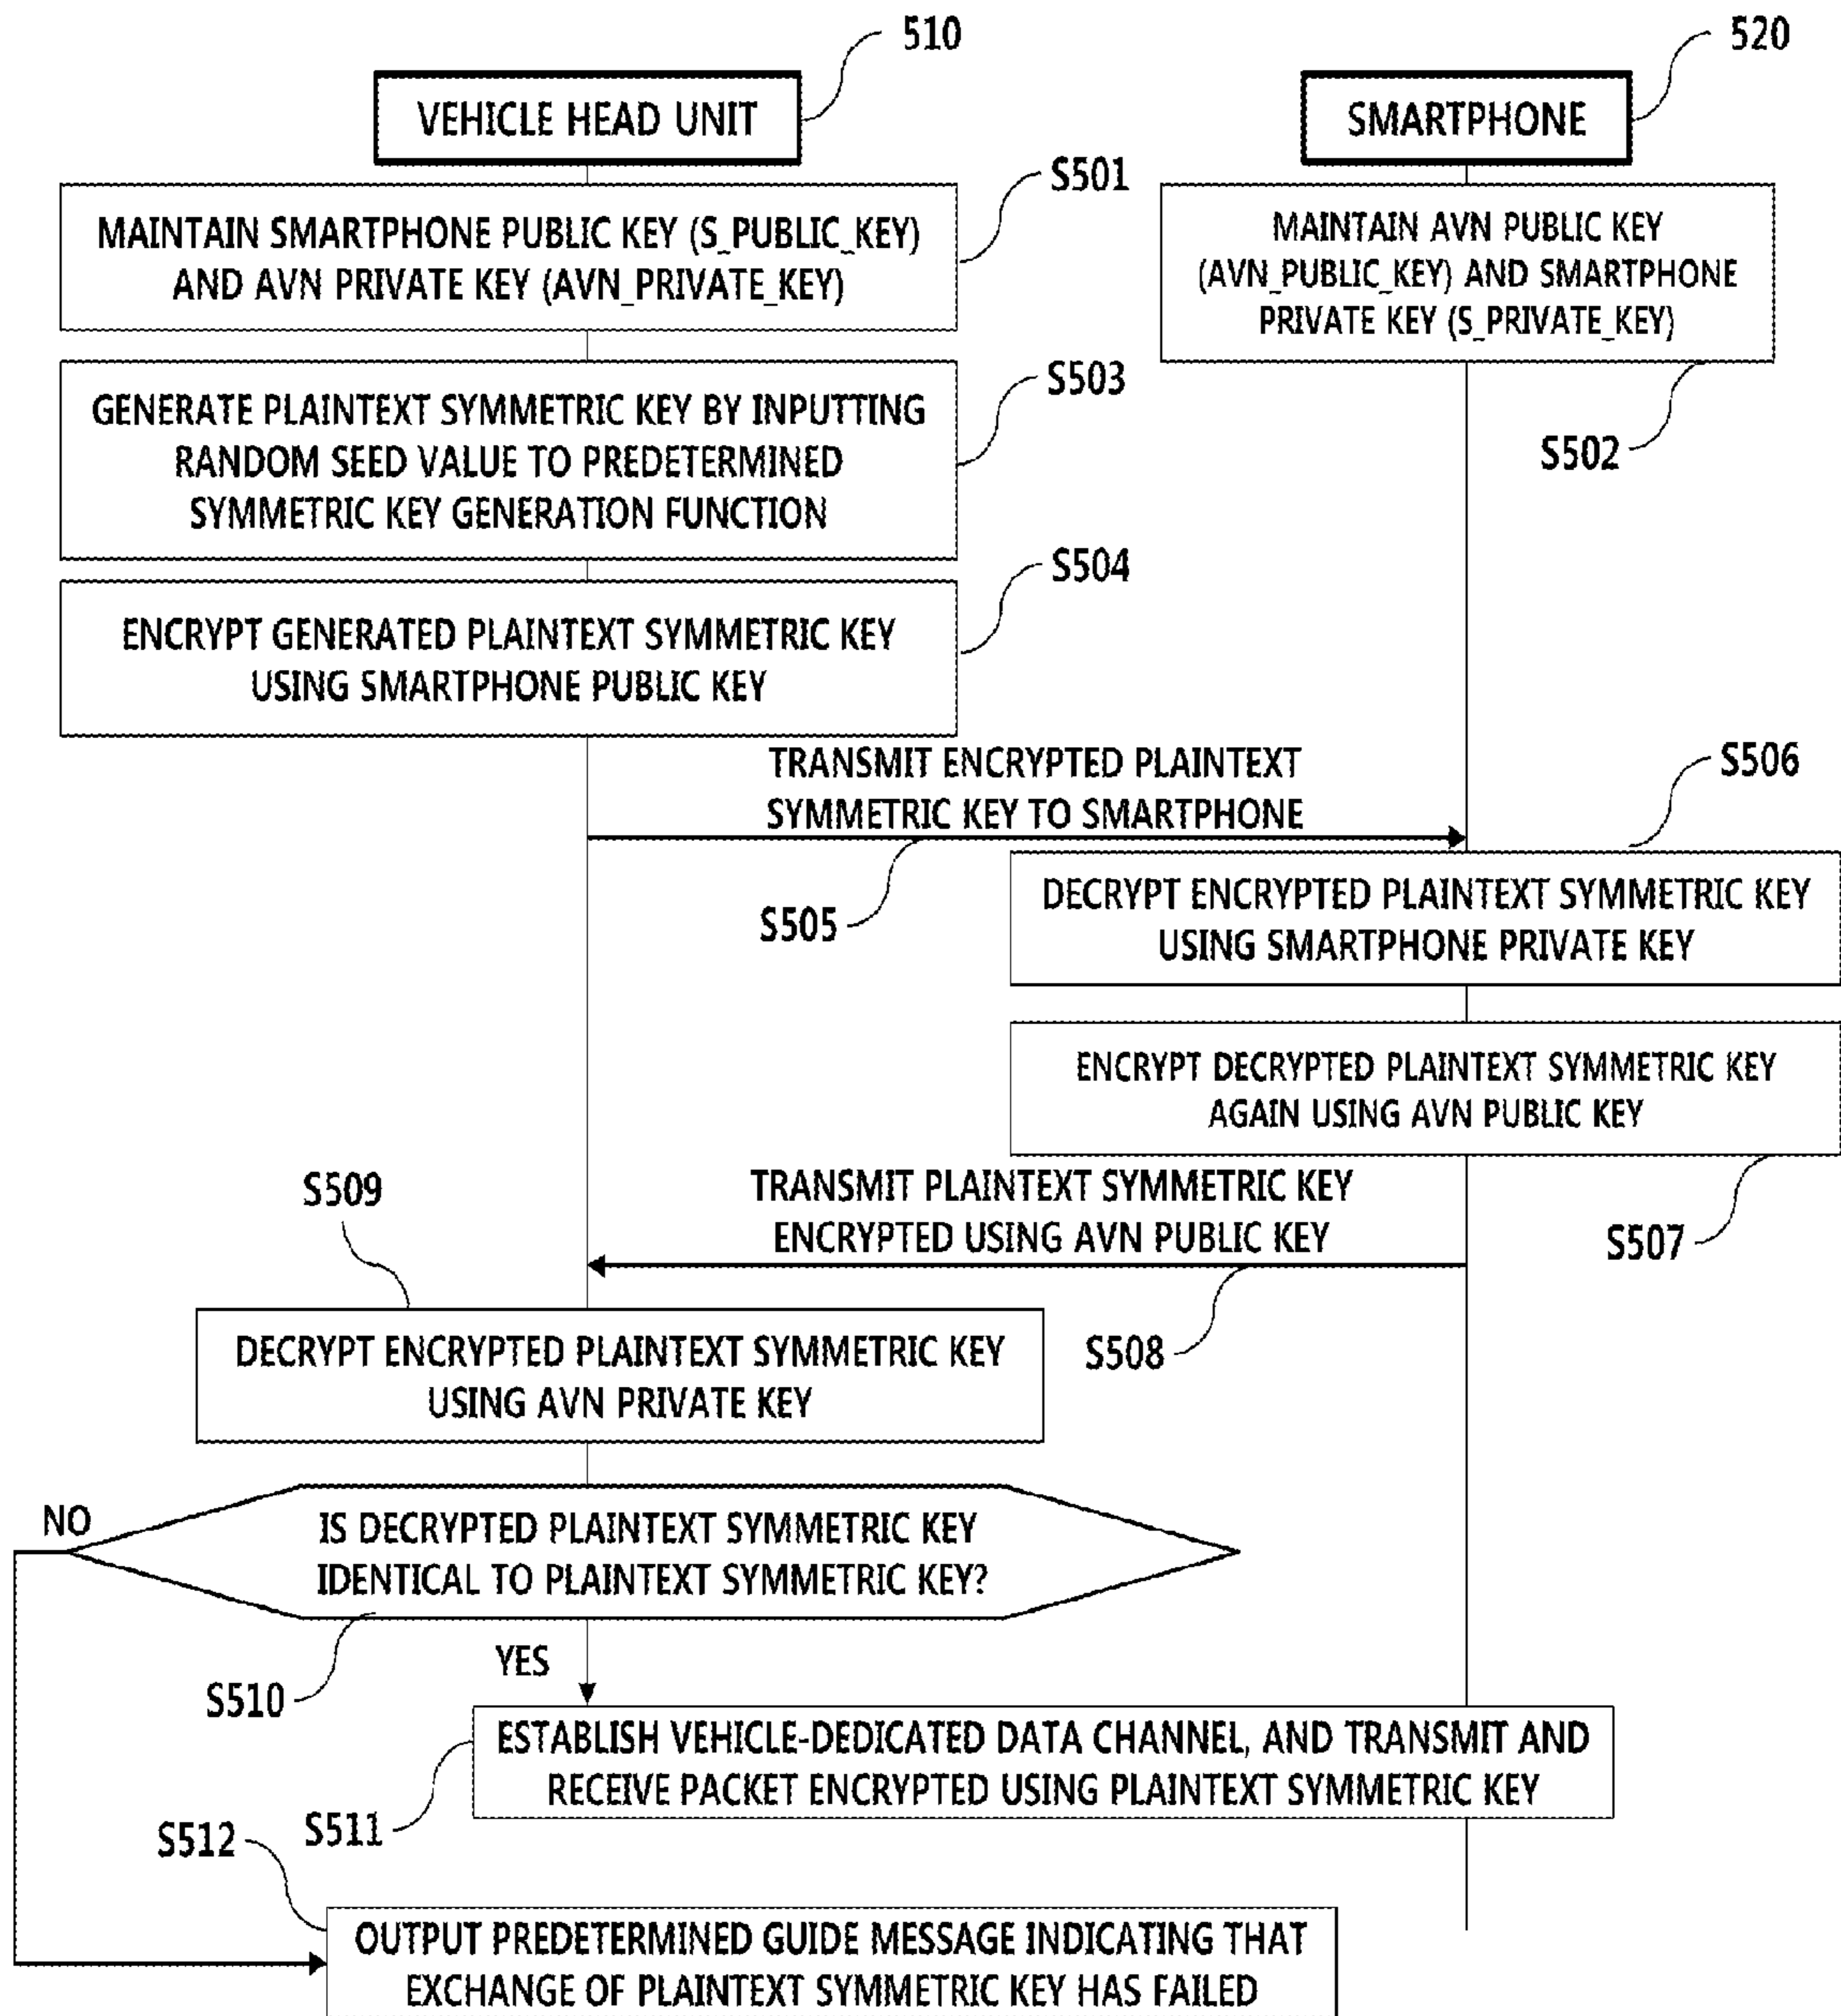 510
520
VEHICLE HEAD UNIT
SMARTPHONE
S501
MAINTAIN SMARTPHONE PUBLIC KEY (S_PUBLIC_KEY)
AND AVN PRIVATE KEY (AVN_PRIVATE_KEY)
MAINTAIN AVN PUBLIC KEY
(AVN_PUBLIC_KEY) AND SMARTPHONE
PRIVATE KEY (S_PRIVATE_KEY)
S502
S503
GENERATE PLAINTEXT SYMMETRIC KEY BY INPUTTING
RANDOM SEED VALUE TO PREDETERMINED
SYMMETRIC KEY GENERATION FUNCTION
S504
ENCRYPT GENERATED PLAINTEXT SYMMETRIC KEY
USING SMARTPHONE PUBLIC KEY
TRANSMIT ENCRYPTED PLAINTEXT
SYMMETRIC KEY TO SMARTPHONE
S505
S506
DECRYPT ENCRYPTED PLAINTEXT SYMMETRIC KEY
USING SMARTPHONE PRIVATE KEY
ENCRYPT DECRYPTED PLAINTEXT SYMMETRIC KEY
AGAIN USING AVN PUBLIC KEY
S507
TRANSMIT PLAINTEXT SYMMETRIC KEY
ENCRYPTED USING AVN PUBLIC KEY
S508
S509
DECRYPT ENCRYPTED PLAINTEXT SYMMETRIC KEY
USING AVN PRIVATE KEY
NO
IS DECRYPTED PLAINTEXT SYMMETRIC KEY
IDENTICAL TO PLAINTEXT SYMMETRIC KEY?
S510
YES
ESTABLISH VEHICLE-DEDICATED DATA CHANNEL, AND TRANSMIT AND
RECEIVE PACKET ENCRYPTED USING PLAINTEXT SYMMETRIC KEY
S511
S512
OUTPUT PREDETERMINED GUIDE MESSAGE INDICATING THAT
EXCHANGE OF PLAINTEXT SYMMETRIC KEY HAS FAILED